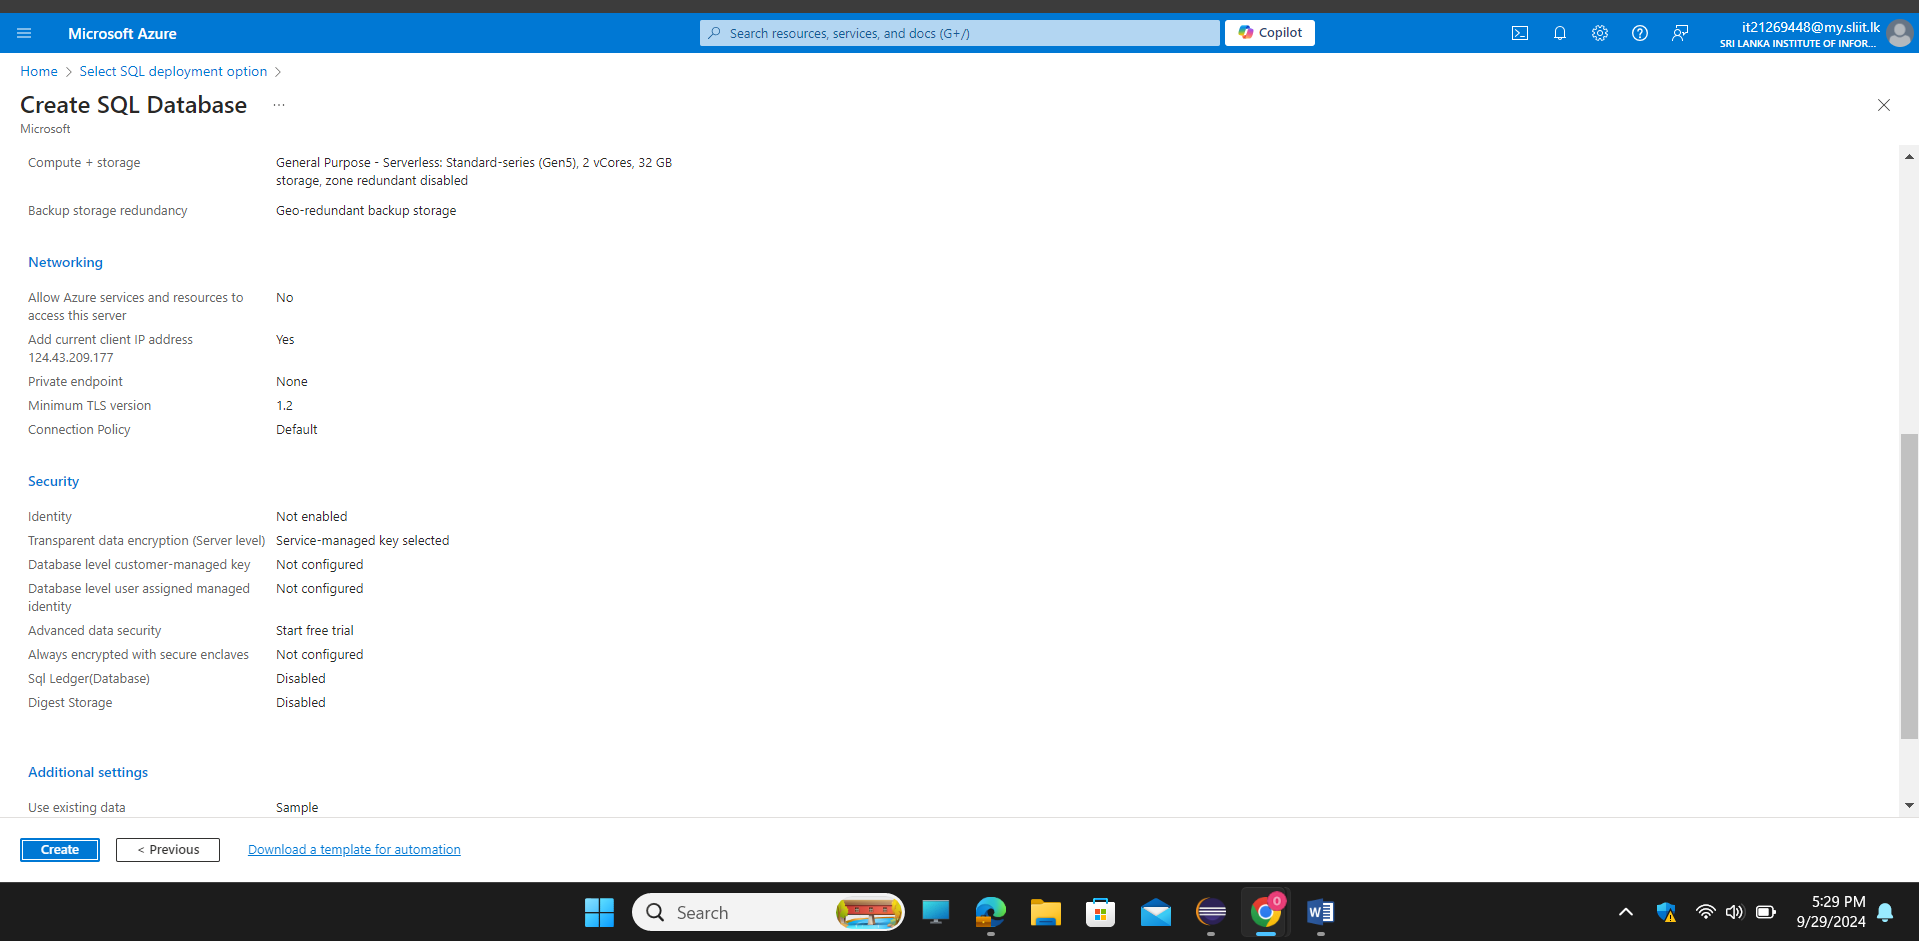 Microsoft Azure
Search resources, services, and docs (G+/)
Copilot
it21269448@my.sliit.lk
SRI LANKA INSTITUTE OF INFOR...
Home > Select SQL deployment option >
Create SQL Database ...
Microsoft
Compute + storage General Purpose - Serverless: Standard-series (Gen5), 2 vCores, 32 GB
storage, zone redundant disabled
Backup storage redundancy Geo-redundant backup storage
Networking
Allow Azure services and resources to No
access this server
Add current client IP address Yes
124.43.209.177
Private endpoint None
Minimum TLS version 1.2
Connection Policy Default
Security
Identity Not enabled
Transparent data encryption (Server level) Service-managed key selected
Database level customer-managed key Not configured
Database level user assigned managed Not configured
identity
Advanced data security Start free trial
Always encrypted with secure enclaves Not configured
Sql Ledger(Database) Disabled
Digest Storage Disabled
Additional settings
Use existing data Sample
Create < Previous Download a template for automation
Search
0
W
5:29 PM
9/29/2024